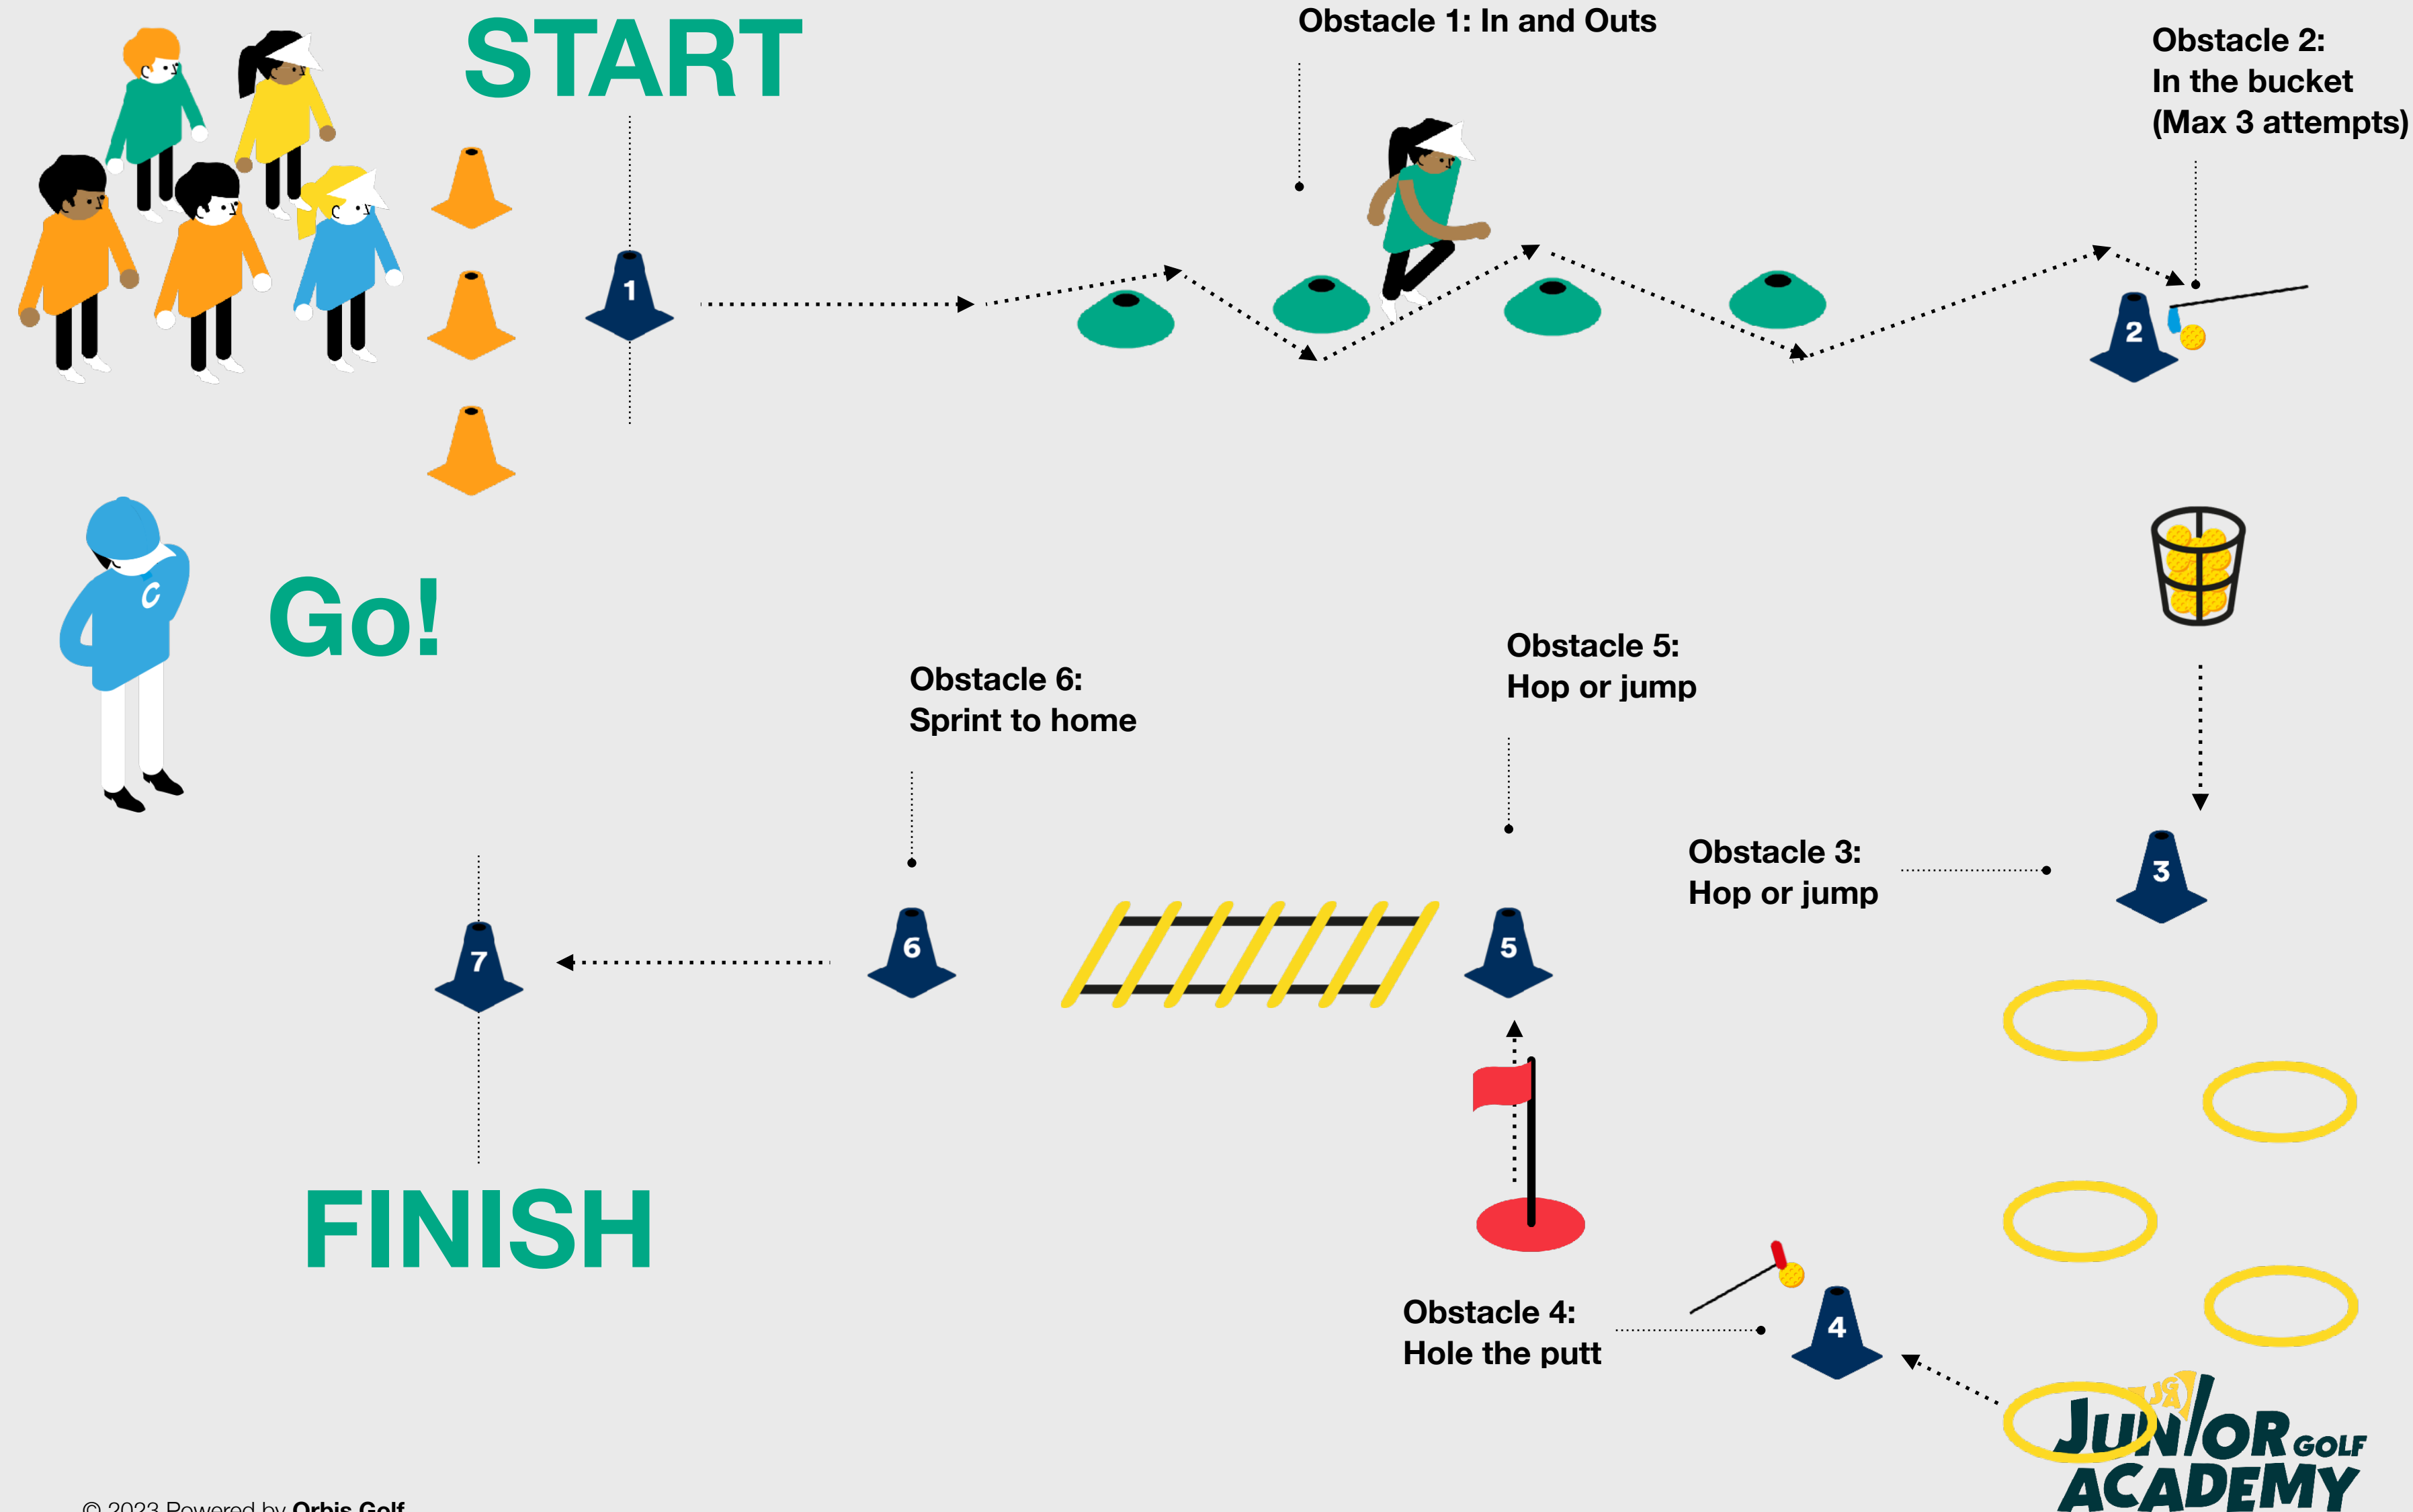 START
Obstacle 1: In and Outs
Obstacle 2:
In the bucket
(Max 3 attempts)
1
2
C
Go!
Obstacle 5:
Hop or jump
Obstacle 6:
Sprint to home
Obstacle 3:
Hop or jump
3
7
6
5
FINISH
Obstacle 4:
Hole the putt
4
JGA
JUNIOR GOLF
ACADEMY
© 2023 Powered by Orbis Golf